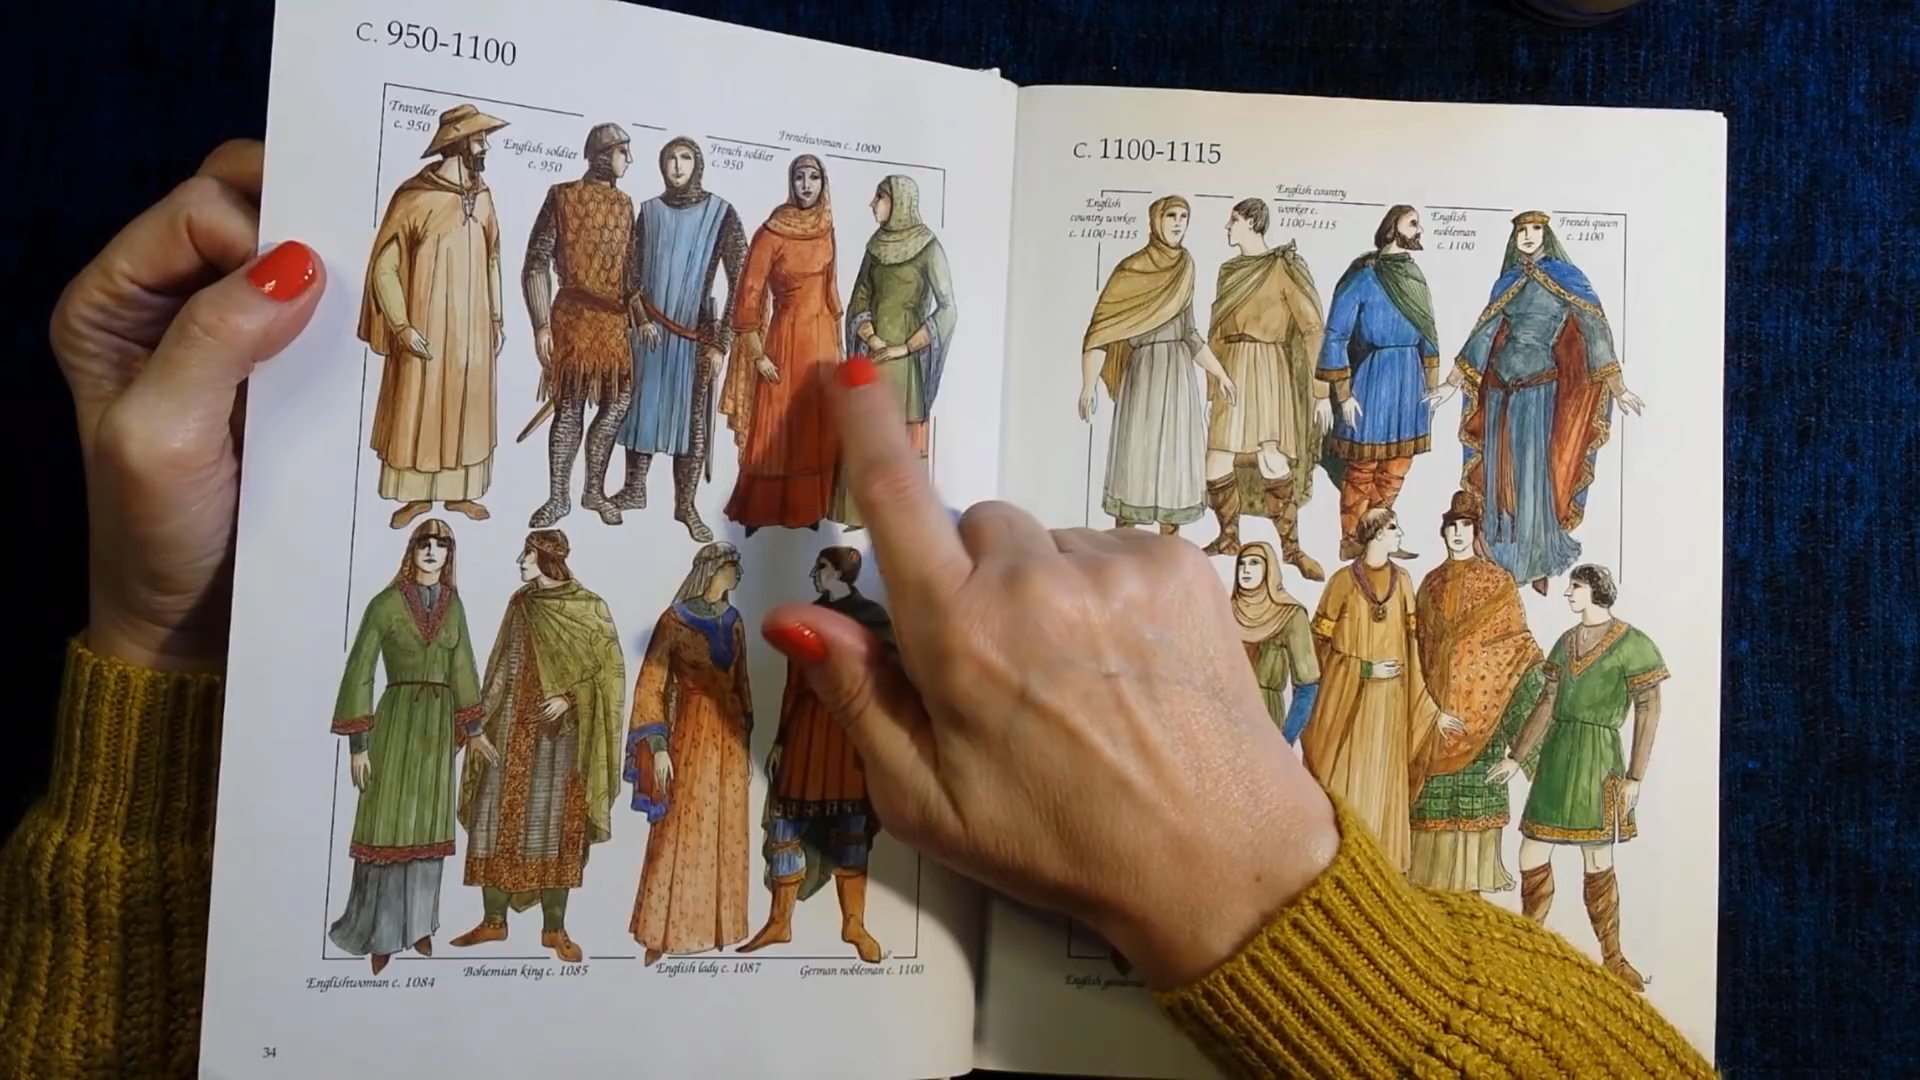 c. 950-1100
Traveller
c. 950
English soldier
c. 950
French soldier
c. 950
Frenchwoman c. 1000
Englishwoman c. 1084
Bohemian king c. 1085
English lady c. 1087
German nobleman c. 1100
34
c. 1100-1115
English
country worker
c. 1100-1115
English country
worker c.
1100-1115
English
nobleman
c. 1100
French queen
c. 1100
English